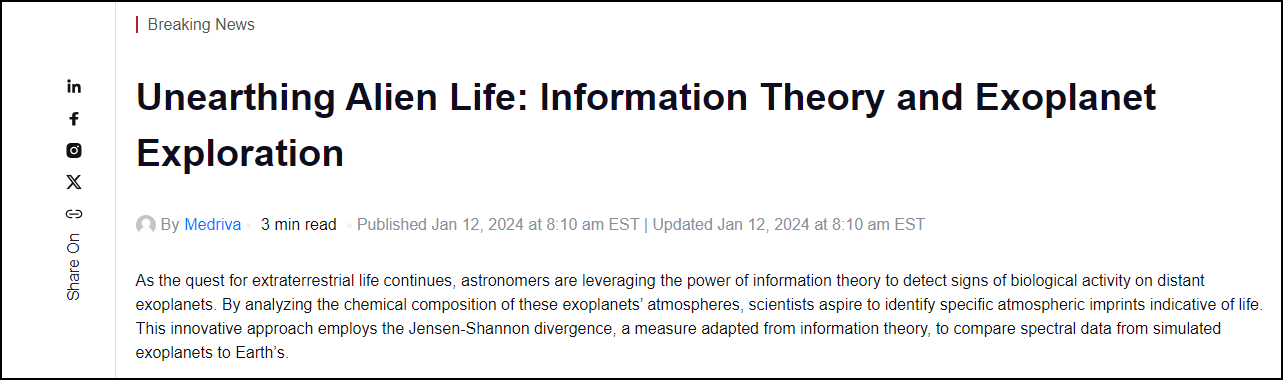 Breaking News
Unearthing Alien Life: Information Theory and Exoplanet
Exploration
By Medriva 3 min read Published Jan 12, 2024 at 8:10 am EST | Updated Jan 12, 2024 at 8:10 am EST
Share On
As the quest for extraterrestrial life continues, astronomers are leveraging the power of information theory to detect signs of biological activity on distant
exoplanets. By analyzing the chemical composition of these exoplanets’ atmospheres, scientists aspire to identify specific atmospheric imprints indicative of life.
This innovative approach employs the Jensen-Shannon divergence, a measure adapted from information theory, to compare spectral data from simulated
exoplanets to Earth’s.